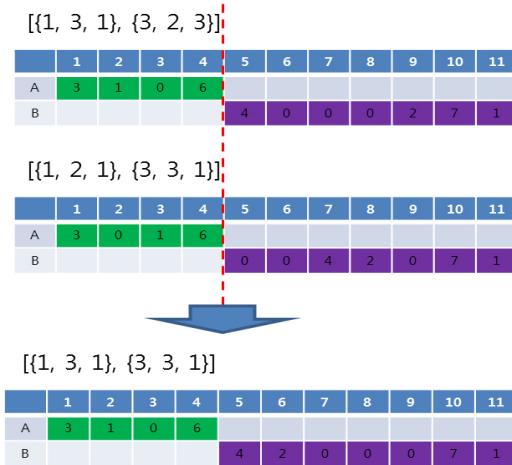 [{1, 3, 1}, {3, 2, 3}]
1 2 3 4 5 6 7 8 9 10 11
A 3 1 0 6
B 4 0 0 0 2 7 1
[{1, 2, 1}, {3, 3, 1}]
1 2 3 4 5 6 7 8 9 10 11
A 3 0 1 6
B 0 0 4 2 0 7 1
[{1, 3, 1}, {3, 3, 1}]
1 2 3 4 5 6 7 8 9 10 11
A 3 1 0 6
B 4 2 0 0 0 7 1